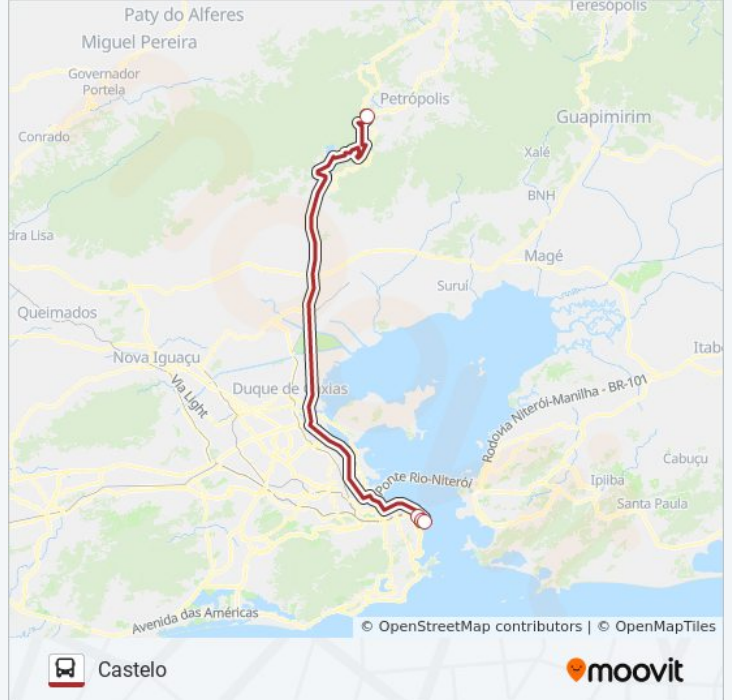 Paty do Alferes
Teresópolis
Miguel Pereira
Governador
Portela
Petrópolis
Guapimirim
Conrado
Xalé
BNH
dra Lisa
Magé
Suruí
Queimados
Nova Iguaçu
Itab
Via Light
Duque de Caxias
Rodovia Niterói-Manilha - BR-101
Cabuçu
Ponte Rio-Niterói
Ipiíba
Santa Paula
Avenida das Américas
© OpenStreetMap contributors | © OpenMapTiles
Castelo
moovit